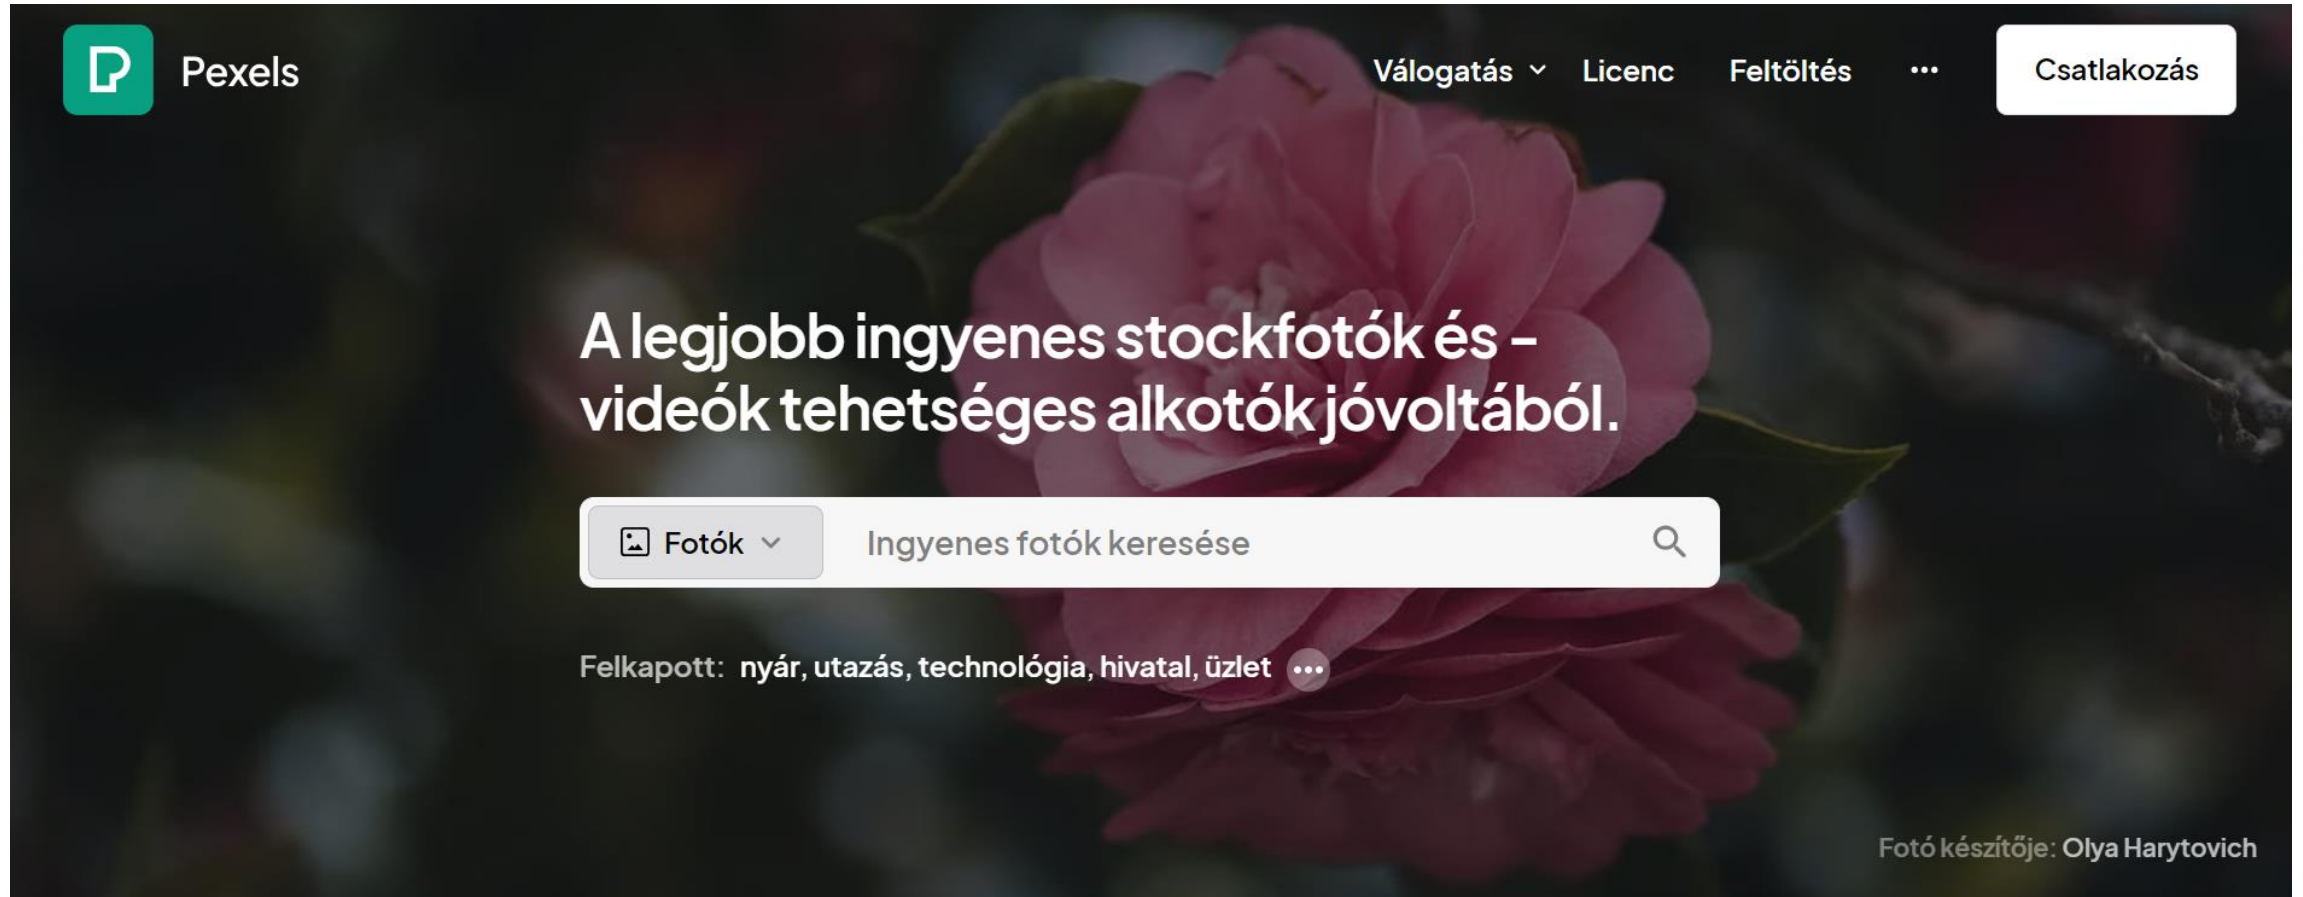 Pexels
Válogatás
Licenc
Feltöltés
Csatlakozás
A legjobb ingyenes stockfotók és –
videók tehetséges alkotók jóvoltából.
Fotók
Ingyenes fotók keresése
Felkapott: nyár, utazás, technológia, hivatal, üzlet
Fotó készítője: Olya Harytovich